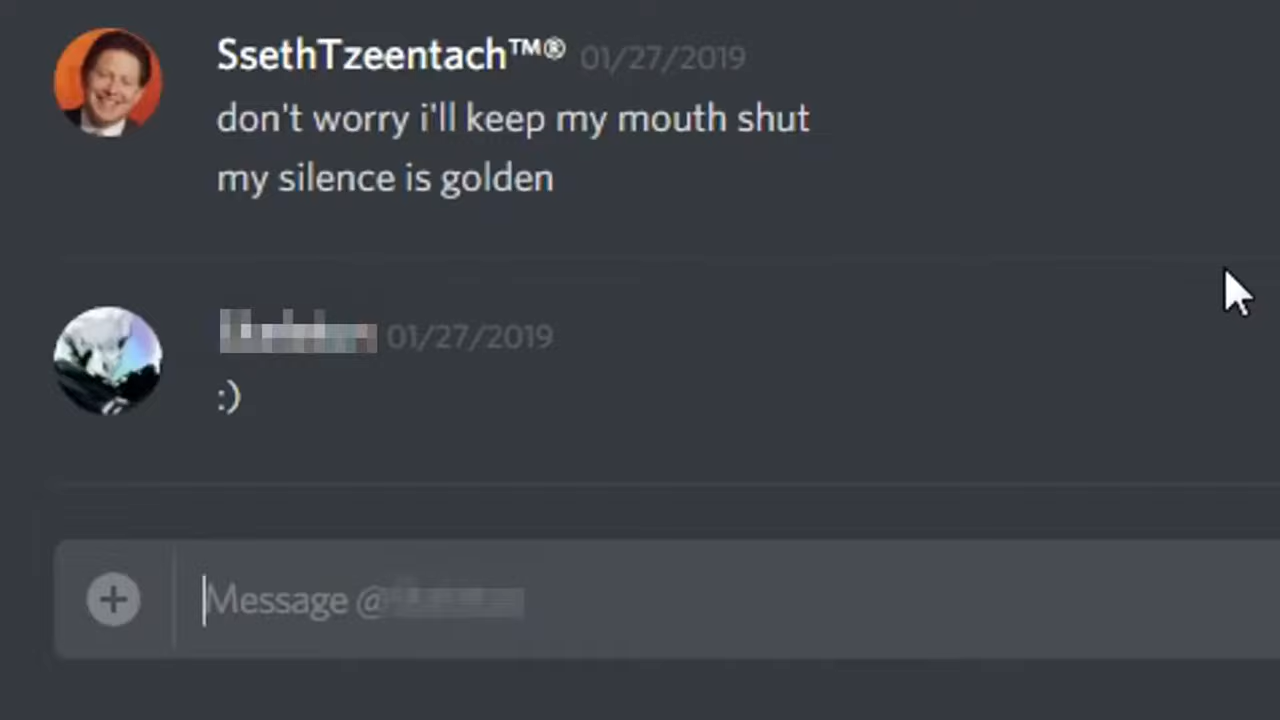 SsethTzeentach™® 01/27/2019
don't worry i'll keep my mouth shut
my silence is golden
01/27/2019
:)
Message @